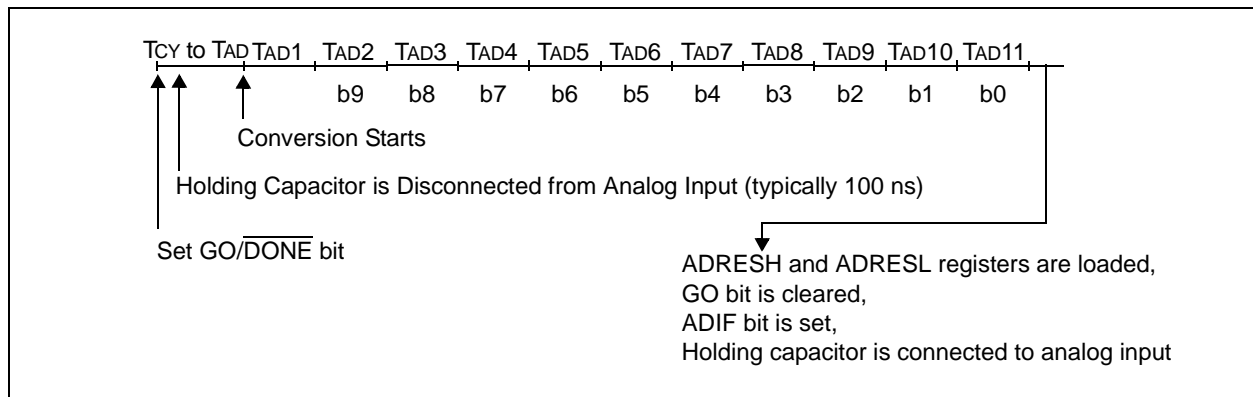 TCY to TAD TAD1 TAD2 TAD3 TAD4 TAD5 TAD6 TAD7 TAD8 TAD9 TAD10 TAD11
b9 b8 b7 b6 b5 b4 b3 b2 b1 b0
Conversion Starts
Holding Capacitor is Disconnected from Analog Input (typically 100 ns)
Set GO/DONE bit
ADRESH and ADRESL registers are loaded,
GO bit is cleared,
ADIF bit is set,
Holding capacitor is connected to analog input